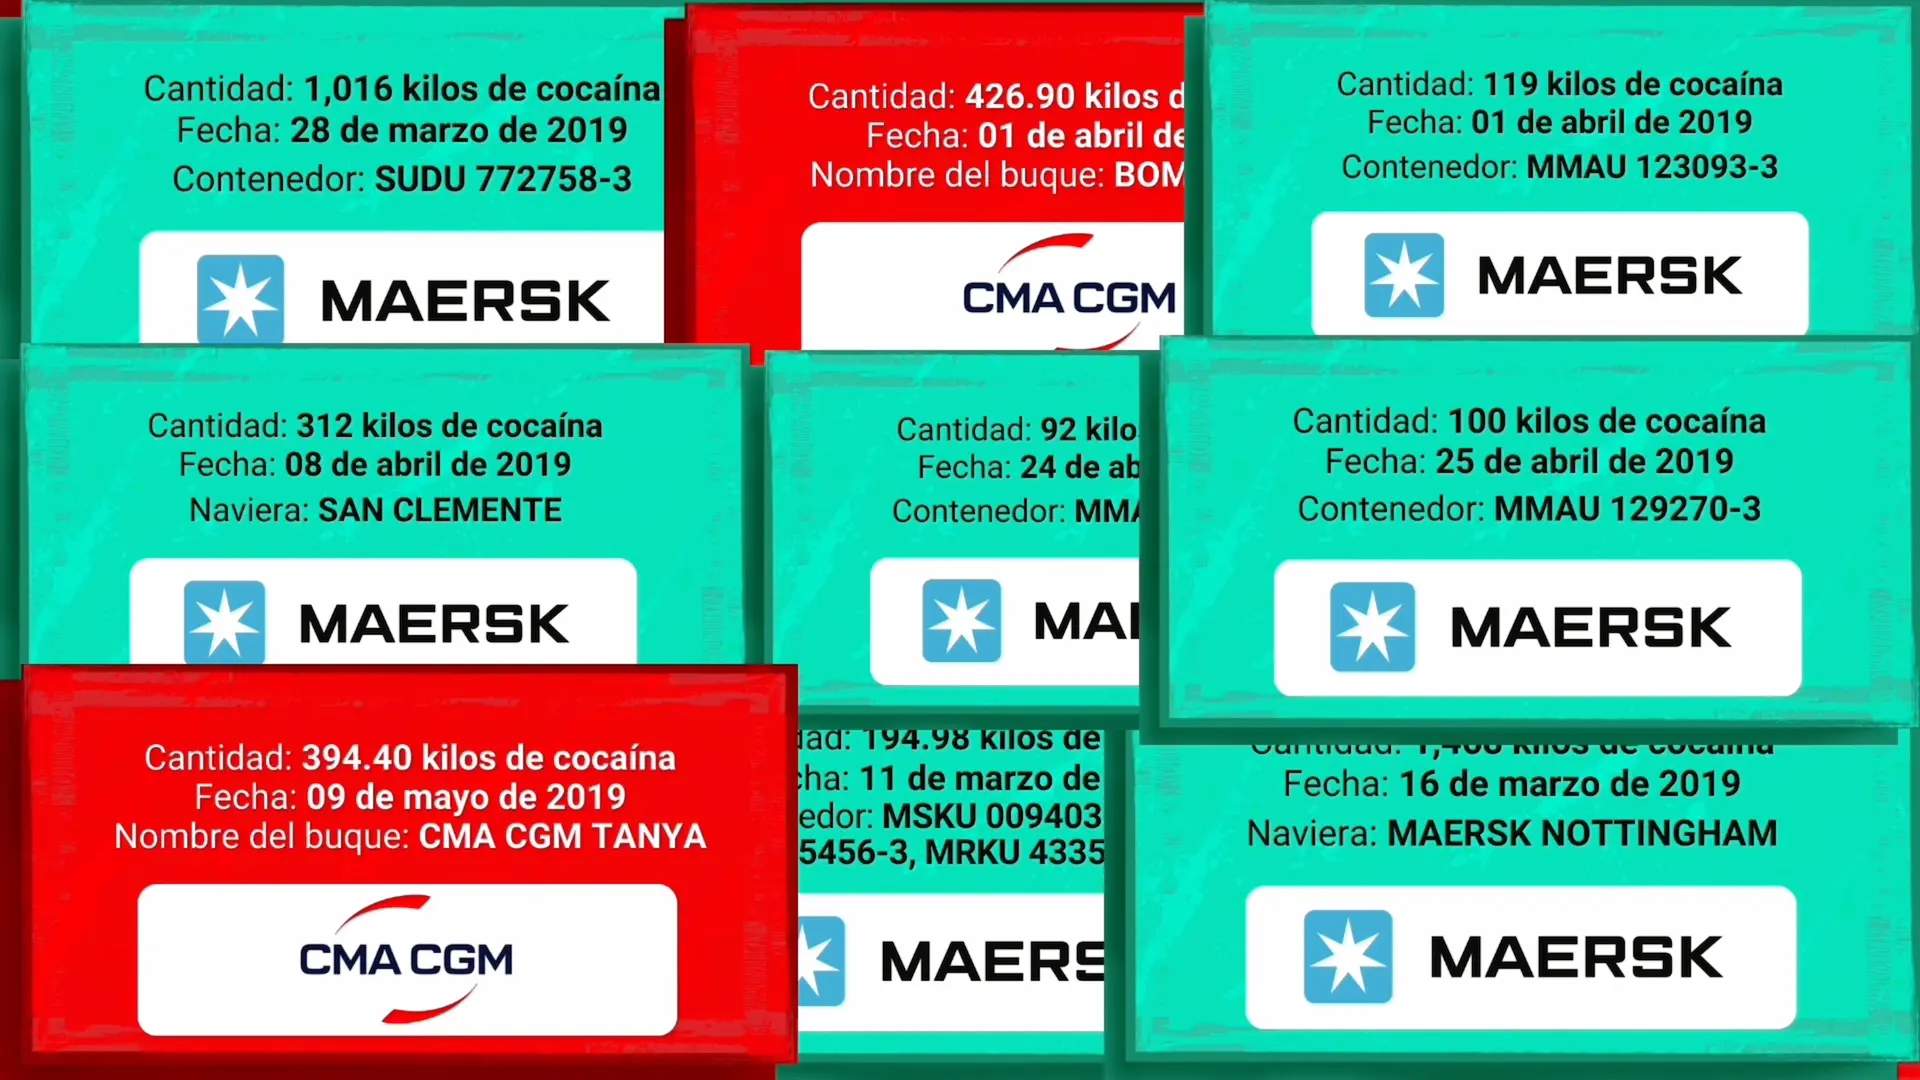 Cantidad: 1,016 kilos de cocaína
Fecha: 28 de marzo de 2019
Contenedor: SUDU 772758-3
MAERSK
Cantidad: 426.90 kilos d
Fecha: 01 de abril de
Nombre del buque: BOM
CMA CGM
Cantidad: 119 kilos de cocaína
Fecha: 01 de abril de 2019
Contenedor: MMAU 123093-3
MAERSK
Cantidad: 312 kilos de cocaína
Fecha: 08 de abril de 2019
Naviera: SAN CLEMENTE
MAERSK
Cantidad: 92 kilo
Fecha: 24 de ab
Contenedor: MMA
MAE
Cantidad: 100 kilos de cocaína
Fecha: 25 de abril de 2019
Contenedor: MMAU 129270-3
MAERSK
Cantidad: 394.40 kilos de cocaína
Fecha: 09 de mayo de 2019
Nombre del buque: CMA CGM TANYA
CMA CGM
dad: 194.98 kilos de
cha: 11 de marzo de
edor: MSKU 009403
5456-3, MRKU 4335
MAERS
Cantidad: kilos de cocaína
Fecha: 16 de marzo de 2019
Naviera: MAERSK NOTTINGHAM
MAERSK